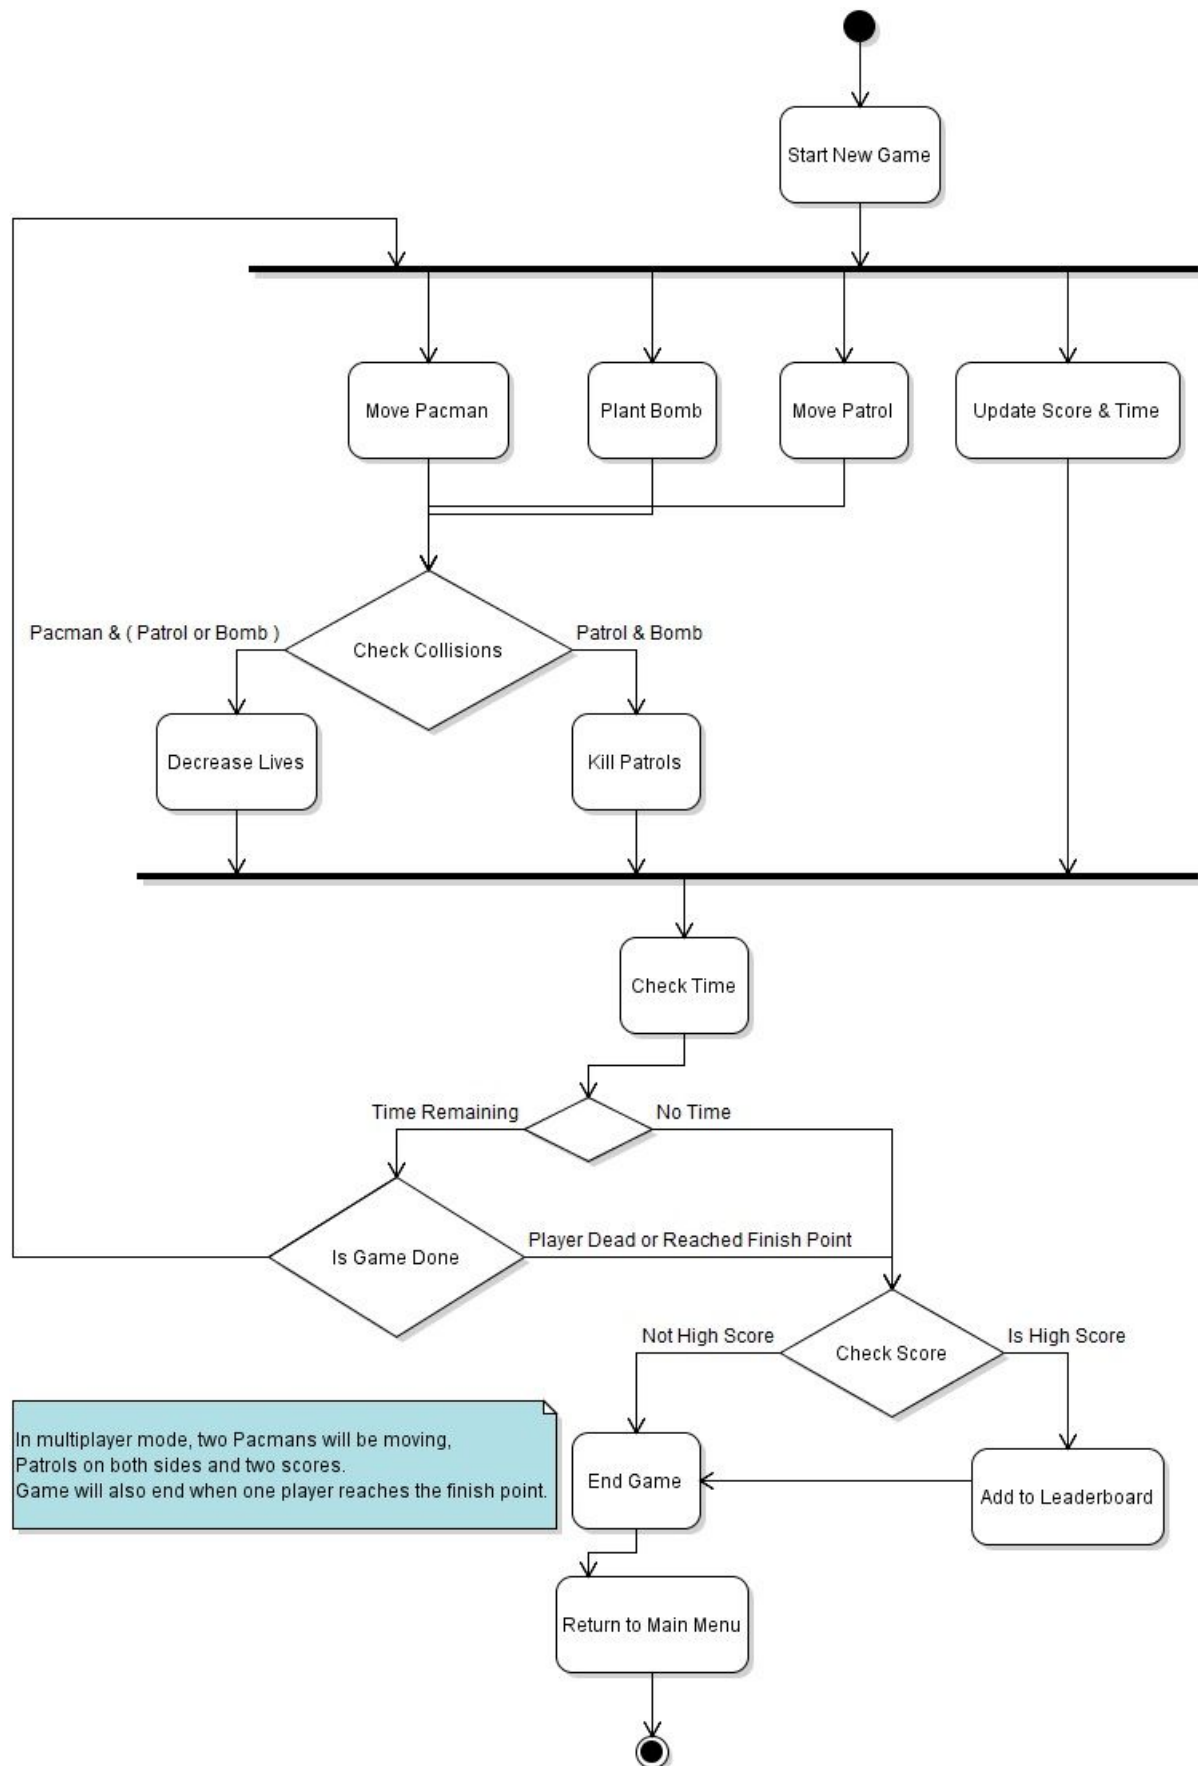 Start New Game
Move Pacman
Plant Bomb
Move Patrol
Update Score & Time
Pacman & ( Patrol or Bomb )
Check Collisions
Patrol & Bomb
Decrease Lives
Kill Patrols
Check Time
Time Remaining
No Time
Is Game Done
Player Dead or Reached Finish Point
Not High Score
Check Score
Is High Score
In multiplayer mode, two Pacmans will be moving,
Patrols on both sides and two scores.
Game will also end when one player reaches the finish point.
End Game
Add to Leaderboard
Return to Main Menu